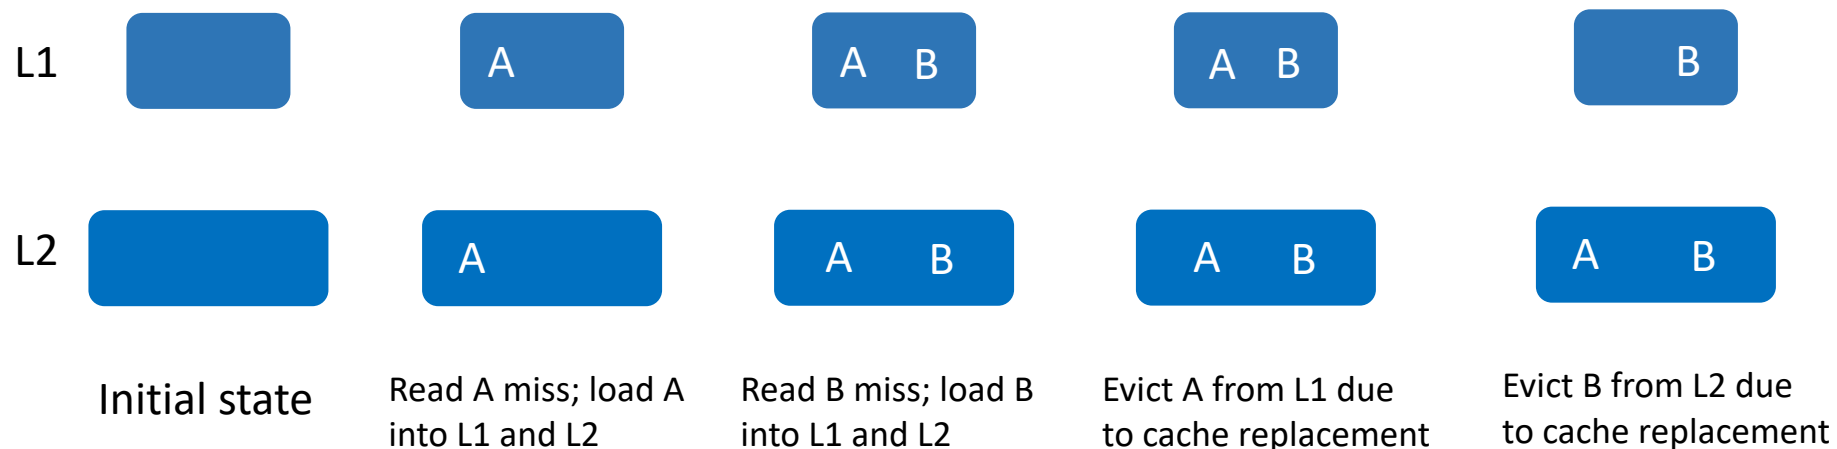 L1
A
A B
A B
B
L2
A
A B
A B
A B
Initial state
Read A miss; load A
into L1 and L2
Read B miss; load B
into L1 and L2
Evict A from L1 due
to cache replacement
Evict B from L2 due
to cache replacement